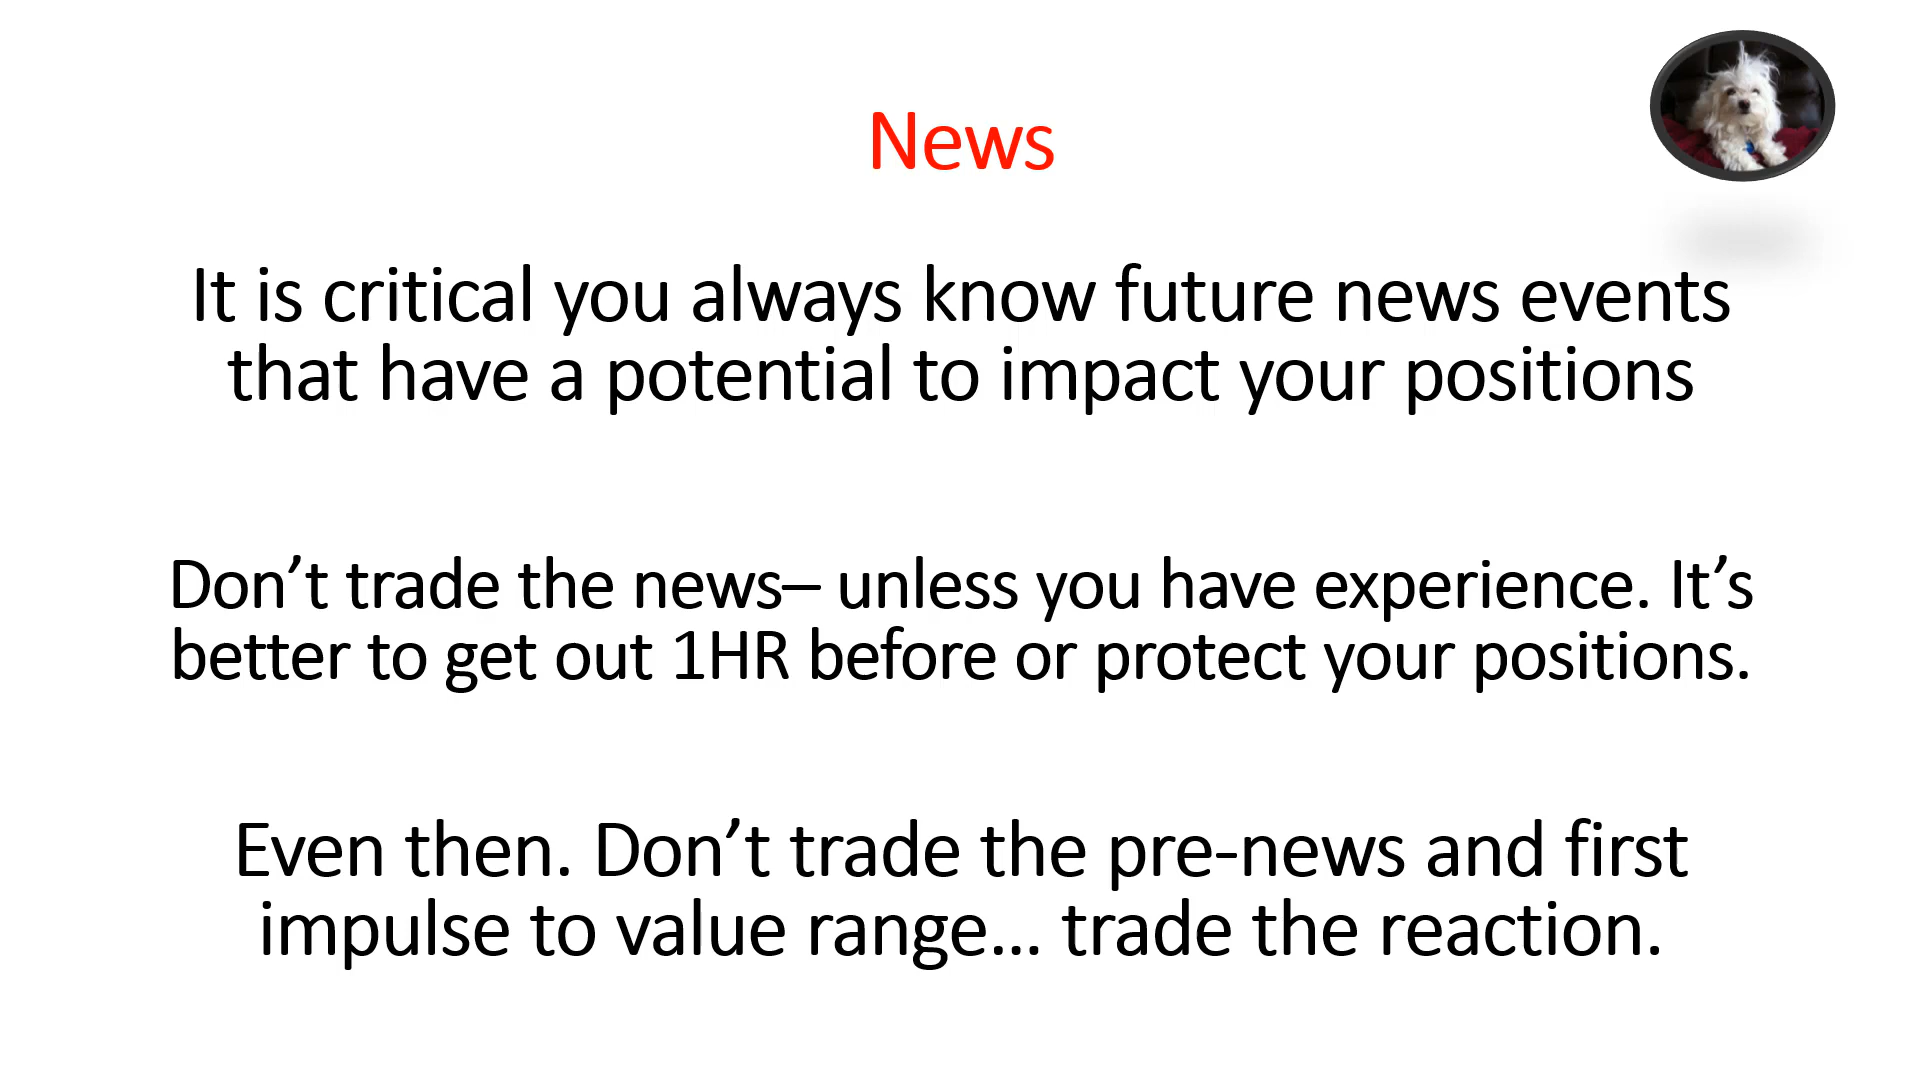 News
It is critical you always know future news events
that have a potential to impact your positions
Don’t trade the news– unless you have experience. It’s
better to get out 1HR before or protect your positions.
Even then. Don’t trade the pre-news and first
impulse to value range… trade the reaction.